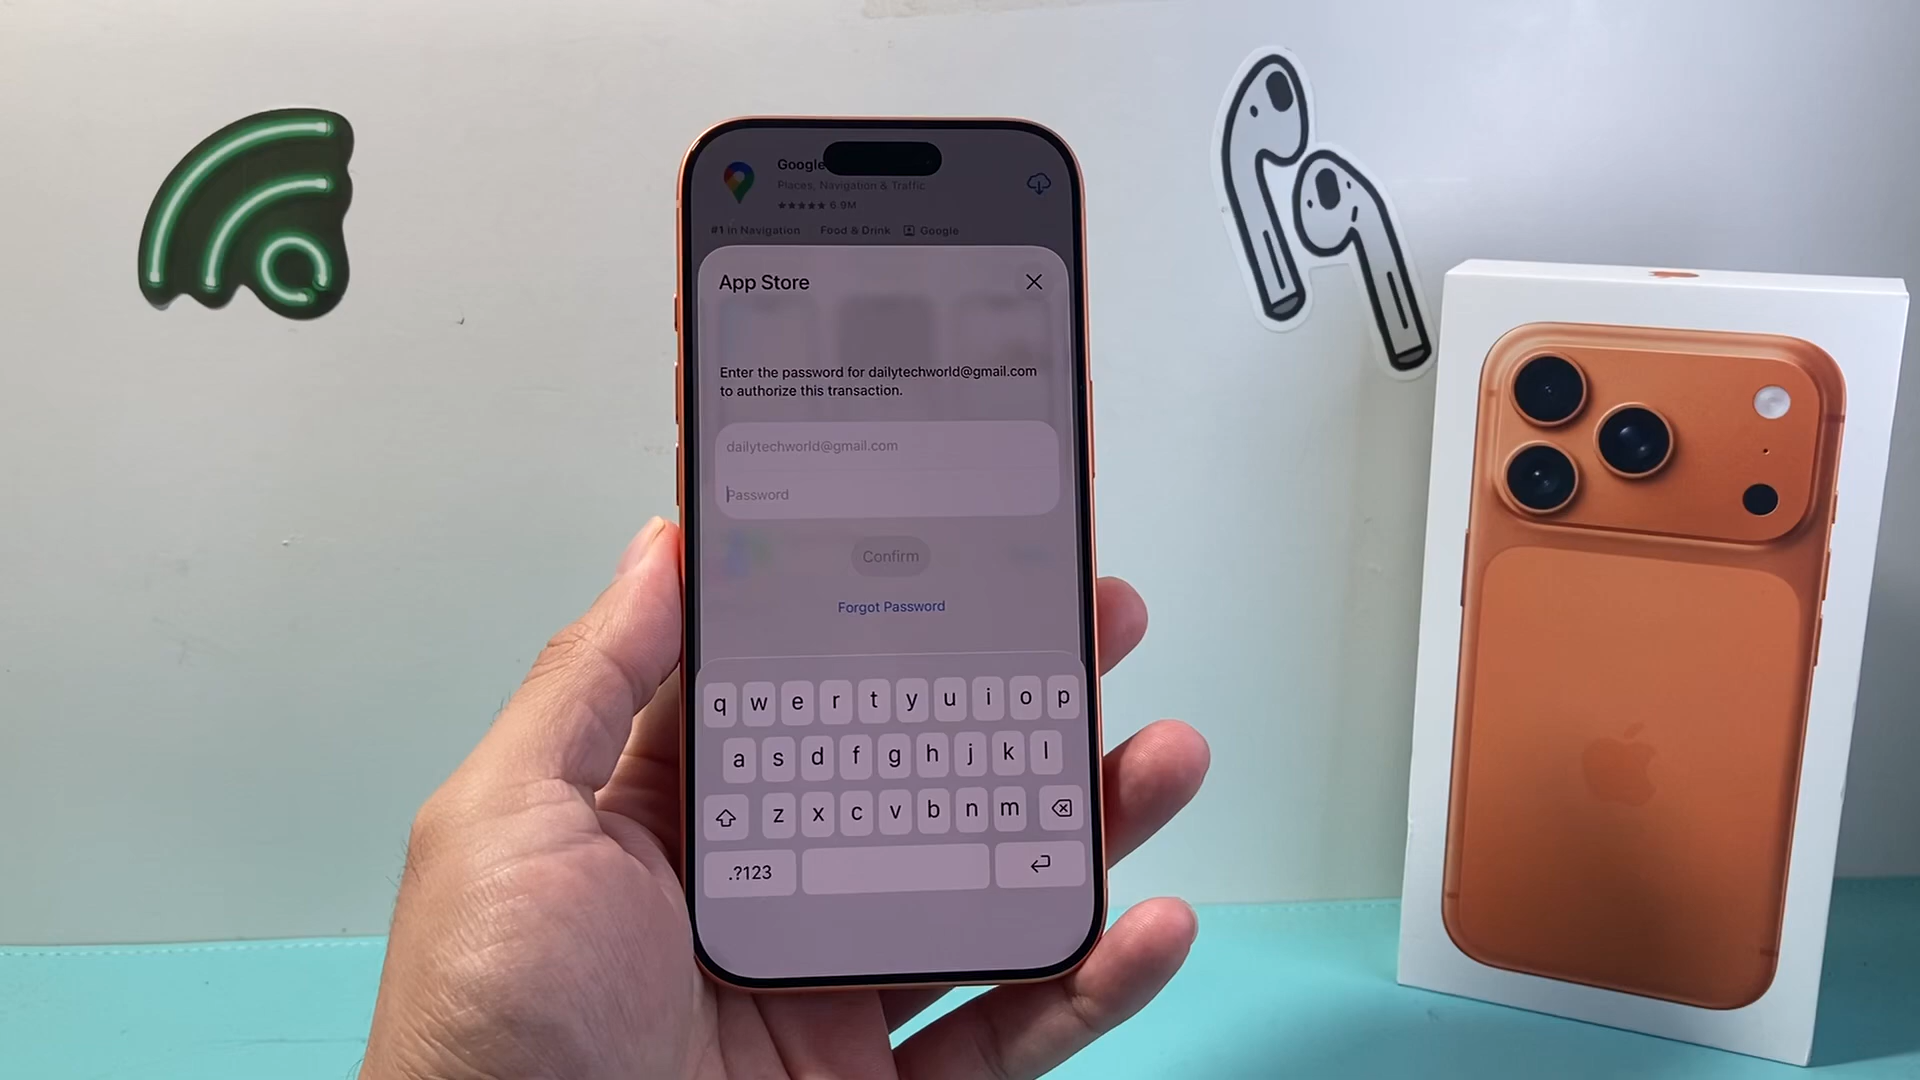 Google
Places, Navigation & Traffic
★★★★★ 6.9M
#1 in Navigation Food & Drink Google
App Store
Enter the password for dailytechworld@gmail.com
to authorize this transaction.
dailytechworld@gmail.com
Password
Confirm
Forgot Password
q w e r t y u i o p
a s d f g h j k l
z x c v b n m
.?123